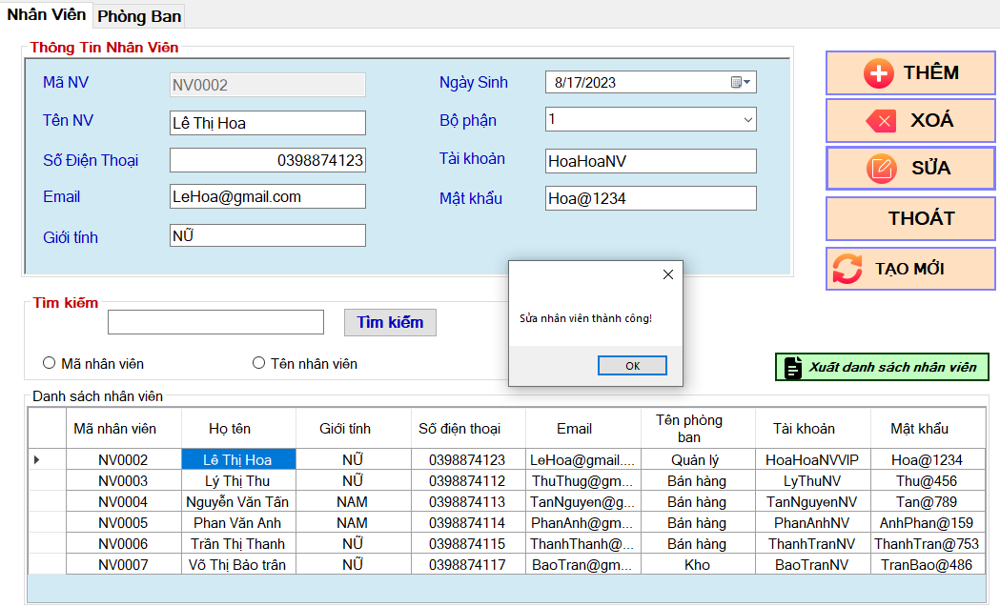 Nhân Viên Phòng Ban
Thông Tin Nhân Viên
Mã NV NV0002
Tên NV Lê Thị Hoa
Số Điện Thoại 0398874123
Email LeHoa@gmail.com
Giới tính NỮ
Ngày Sinh 8/17/2023
Bộ phận 1
Tài khoản HoaHoaNV
Mật khẩu Hoa@1234
THÊM
XOÁ
SỬA
THOÁT
TẠO MỚI
Tìm kiếm
Tìm kiếm
Mã nhân viên Tên nhân viên
Sửa nhân viên thành công!
OK
Xuất danh sách nhân viên
Danh sách nhân viên
Mã nhân viên Họ tên Giới tính Số điện thoại Email Tên phòng ban Tài khoản Mật khẩu
NV0002 Lê Thị Hoa NỮ 0398874123 LeHoa@gmail.... Quản lý HoaHoaNVVIP Hoa@1234
NV0003 Lý Thị Thu NỮ 0398874112 ThuThug@gm... Bán hàng LyThuNV Thu@456
NV0004 Nguyễn Văn Tân NAM 0398874113 TanNguyen@g... Bán hàng TanNguyenNV Tan@789
NV0005 Phan Văn Anh NAM 0398874114 PhanAnh@gm... Bán hàng PhanAnhNV AnhPhan@159
NV0006 Trần Thị Thanh NỮ 0398874115 ThanhThanh@... Bán hàng ThanhTranNV ThanhTran@753
NV0007 Võ Thị Bảo trân NỮ 0398874117 BaoTran@gm... Kho BaoTranNV TranBao@486